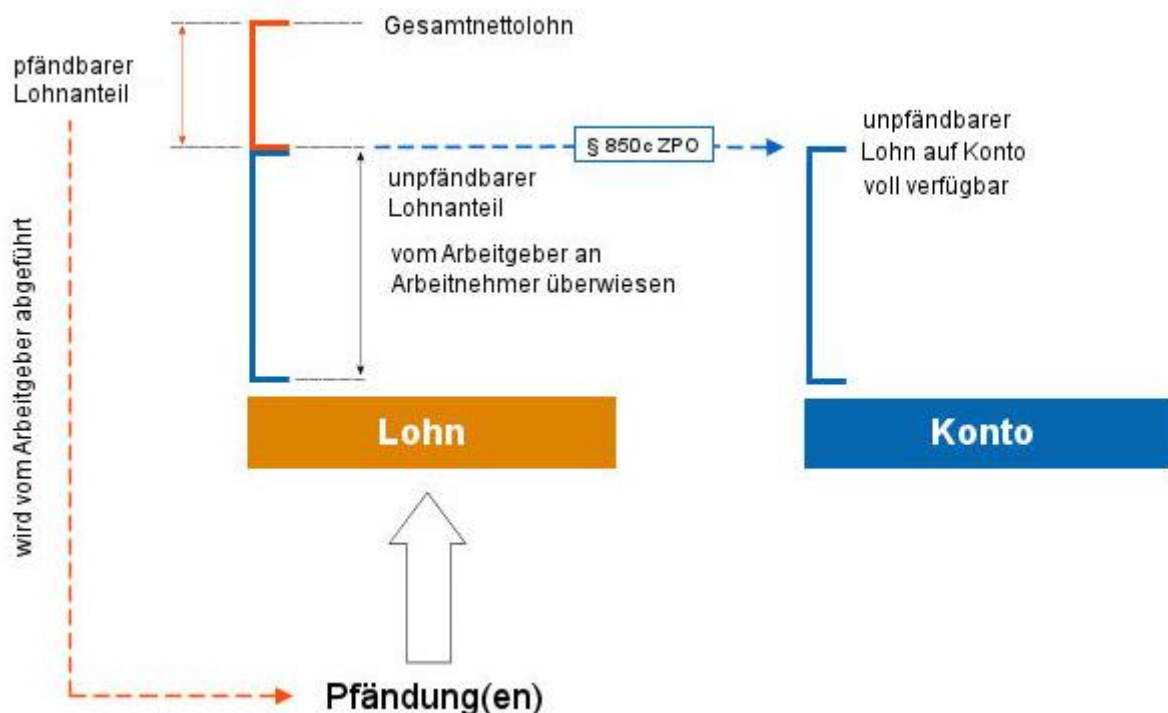 Gesamtnettolohn
pfändbarer
Lohnanteil
§ 850c ZPO
unpfändbarer
Lohn auf Konto
voll verfügbar
unpfändbarer
Lohnanteil
vom Arbeitgeber an
Arbeitnehmer überwiesen
wird vom Arbeitgeber abgeführt
Lohn
Konto
Pfändung(en)